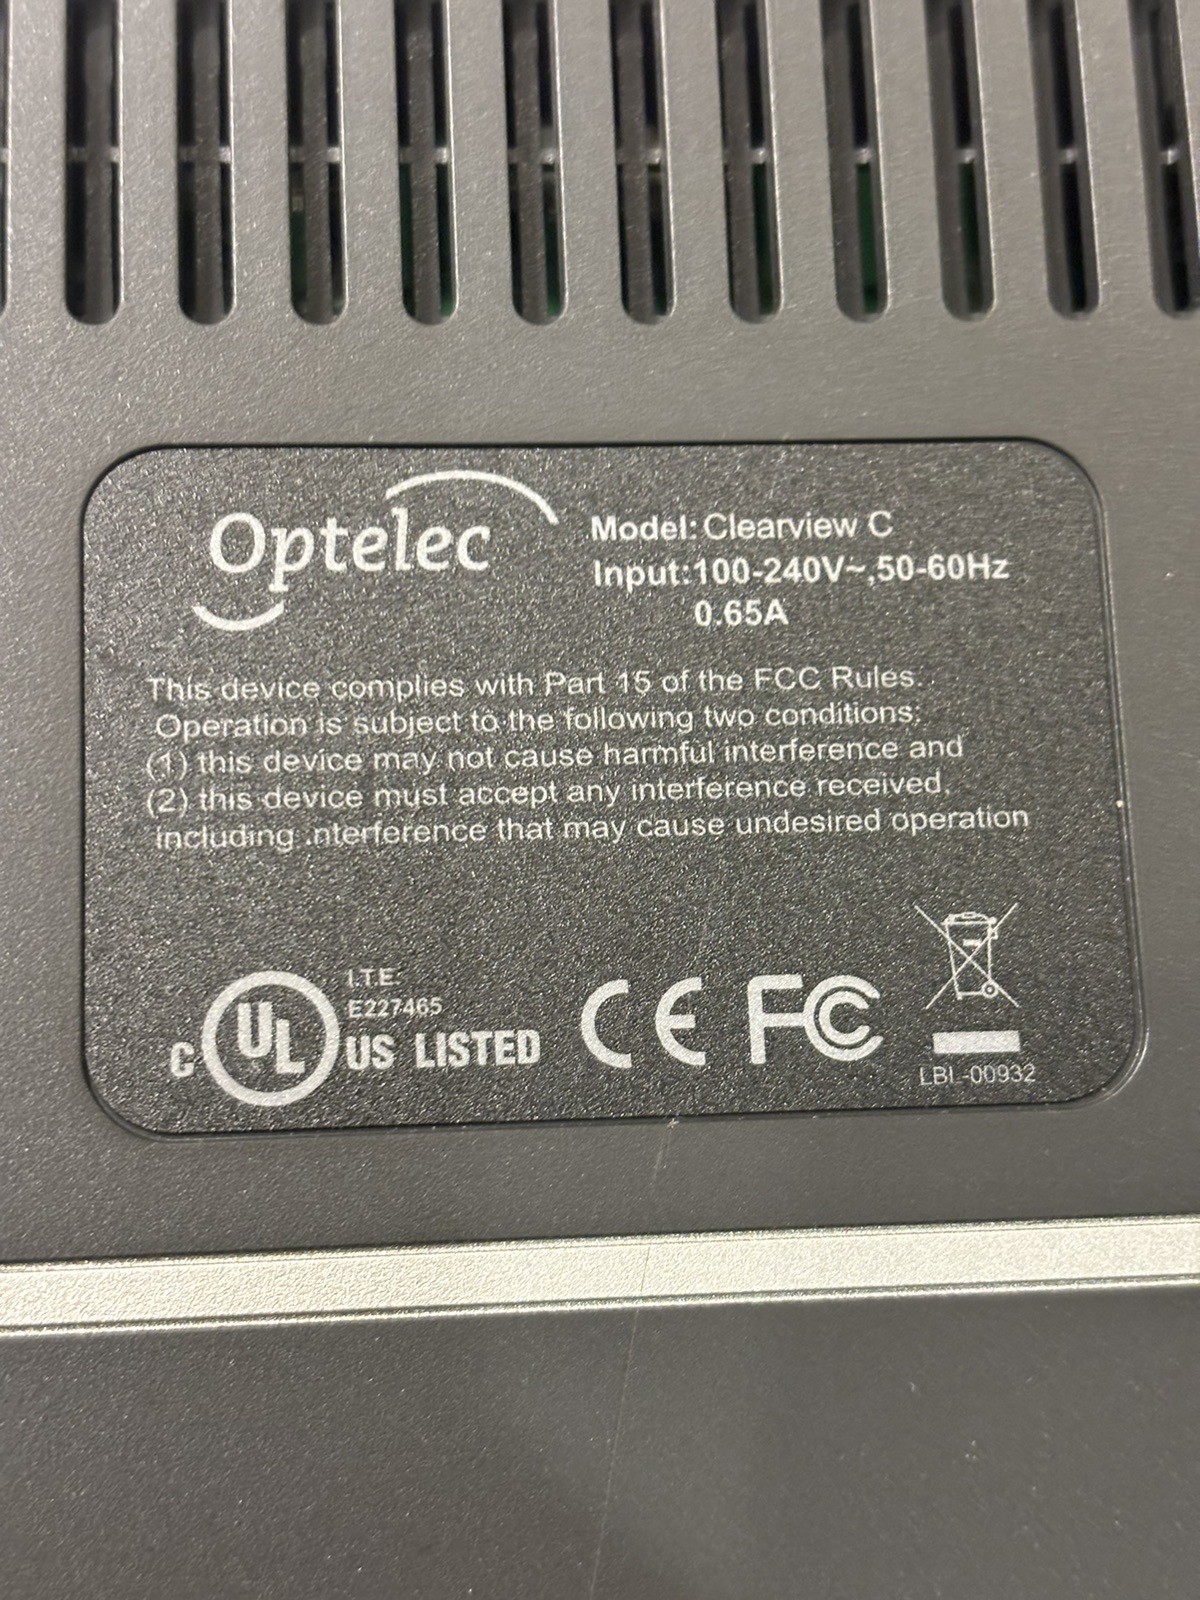 Optelec
Model: Clearview C
Input:100-240V~,50-60Hz
0.65A
This device complies with Part 15 of the FCC Rules.
Operation is subject to the following two conditions:
(1) this device may not cause harmful interference and
(2) this device must accept any interference received,
including interference that may cause undesired operation
I.T.E.
E227465
C UL US LISTED
CE FC
LBL-00932